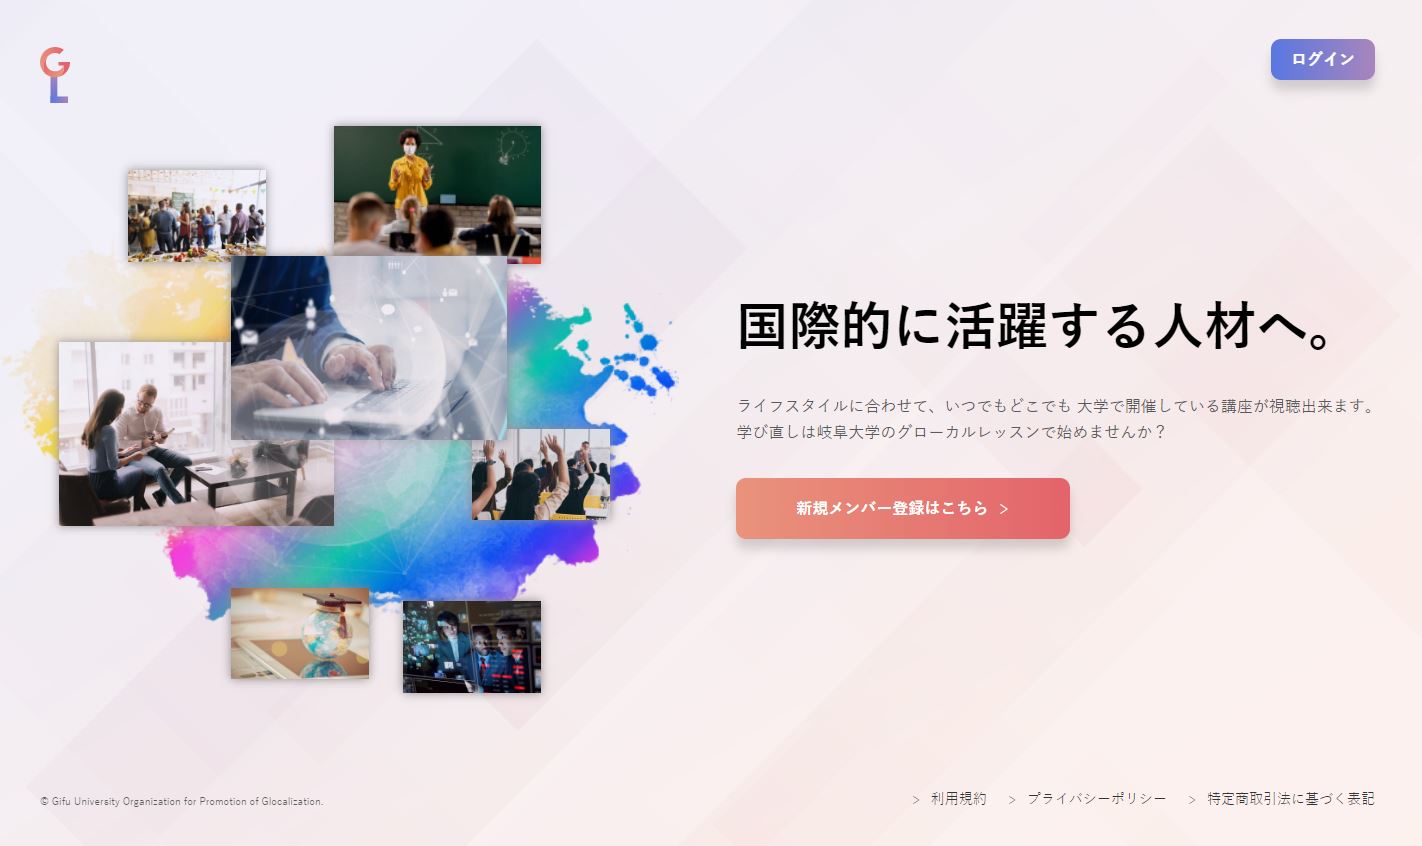 GL
ログイン
国際的に活躍する人材へ。
ライフスタイルに合わせて、いつでもどこでも 大学で開催している講座が視聴出来ます。
学び直しは岐阜大学のグローカルレッスンで始めませんか？
新規メンバー登録はこちら >
© Gifu University Organization for Promotion of Glocalization.
> 利用規約 > プライバシーポリシー > 特定商取引法に基づく表記